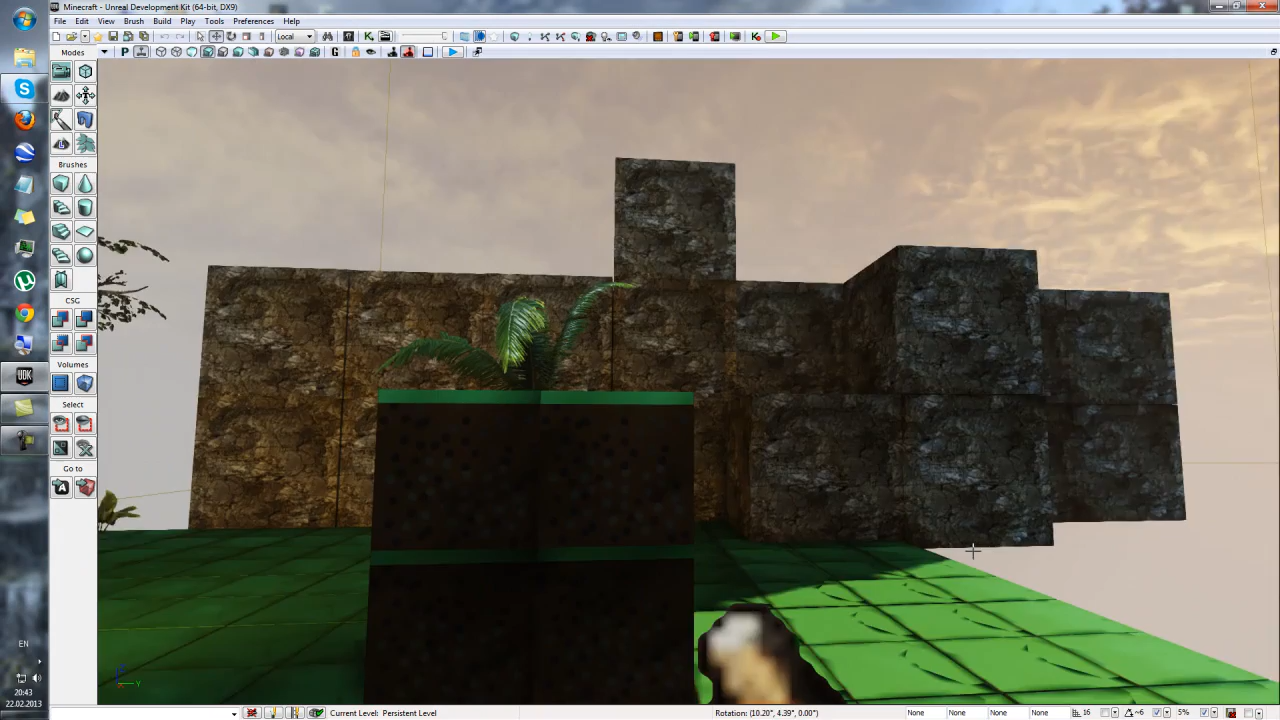 Minecraft - Unreal Development Kit (64-bit, DX9)
File Edit View Brush Build Play Tools Preferences Help
Local
Modes
P
G
Brushes
CSG
Volumes
Select
Go to
UDK
EN
20:43
22.02.2013
Z
Y
Current Level: Persistent Level
Rotation: (10.20°, 4.39°, 0.00°)
None None None None
16
~6
5%